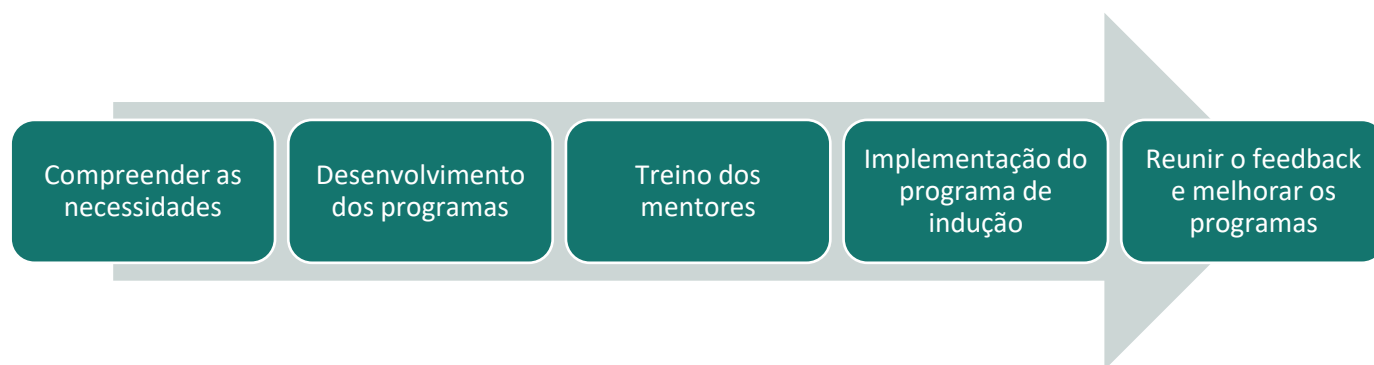 Compreender as
necessidades
Desenvolvimento
dos programas
Treino dos
mentores
Implementação do
programa de
indução
Reunir o feedback
e melhorar os
programas